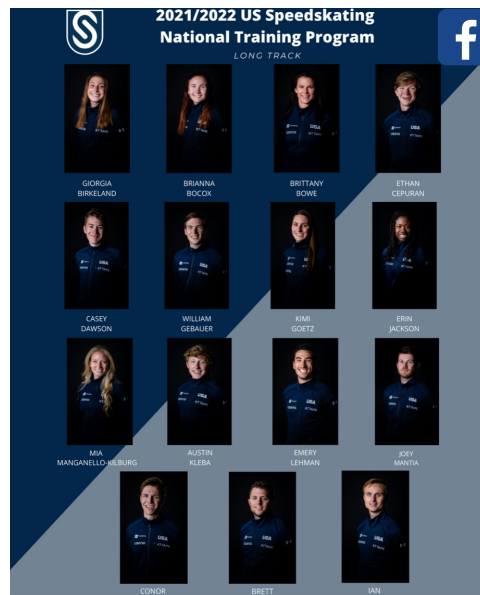 2021/2022 US Speedskating
National Training Program
LONG TRACK
GIORGIA
BIRKELAND
BRIANNA
BOCOX
BRITTANY
BOWE
ETHAN
CEPURAN
CASEY
DAWSON
WILLIAM
GEBAUER
KIMI
GOETZ
ERIN
JACKSON
MIA
MANGANELLO-KILBURG
AUSTIN
KLEBA
EMERY
LEHMAN
JOEY
MANTIA
CONOR
BRETT
IAN